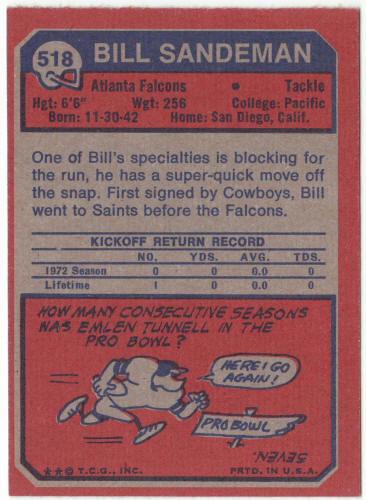 518 BILL SANDEMAN
Atlanta Falcons • Tackle
Hgt: 6'6" Wgt: 256 College: Pacific
Born: 11-30-42 Home: San Diego, Calif.
One of Bill's specialties is blocking for
the run, he has a super-quick move off
the snap. First signed by Cowboys, Bill
went to Saints before the Falcons.
KICKOFF RETURN RECORD
NO. YDS. AVG. TDS.
1972 Season 0 0 0.0 0
Lifetime 1 0 0.0 0
HOW MANY CONSECUTIVE SEASONS
WAS EMLEN TUNNELL IN THE
PRO BOWL?
HERE I GO
AGAIN!
PRO BOWL
SEVEN.
★★© T.C.G., INC. PRTD. IN U.S.A.